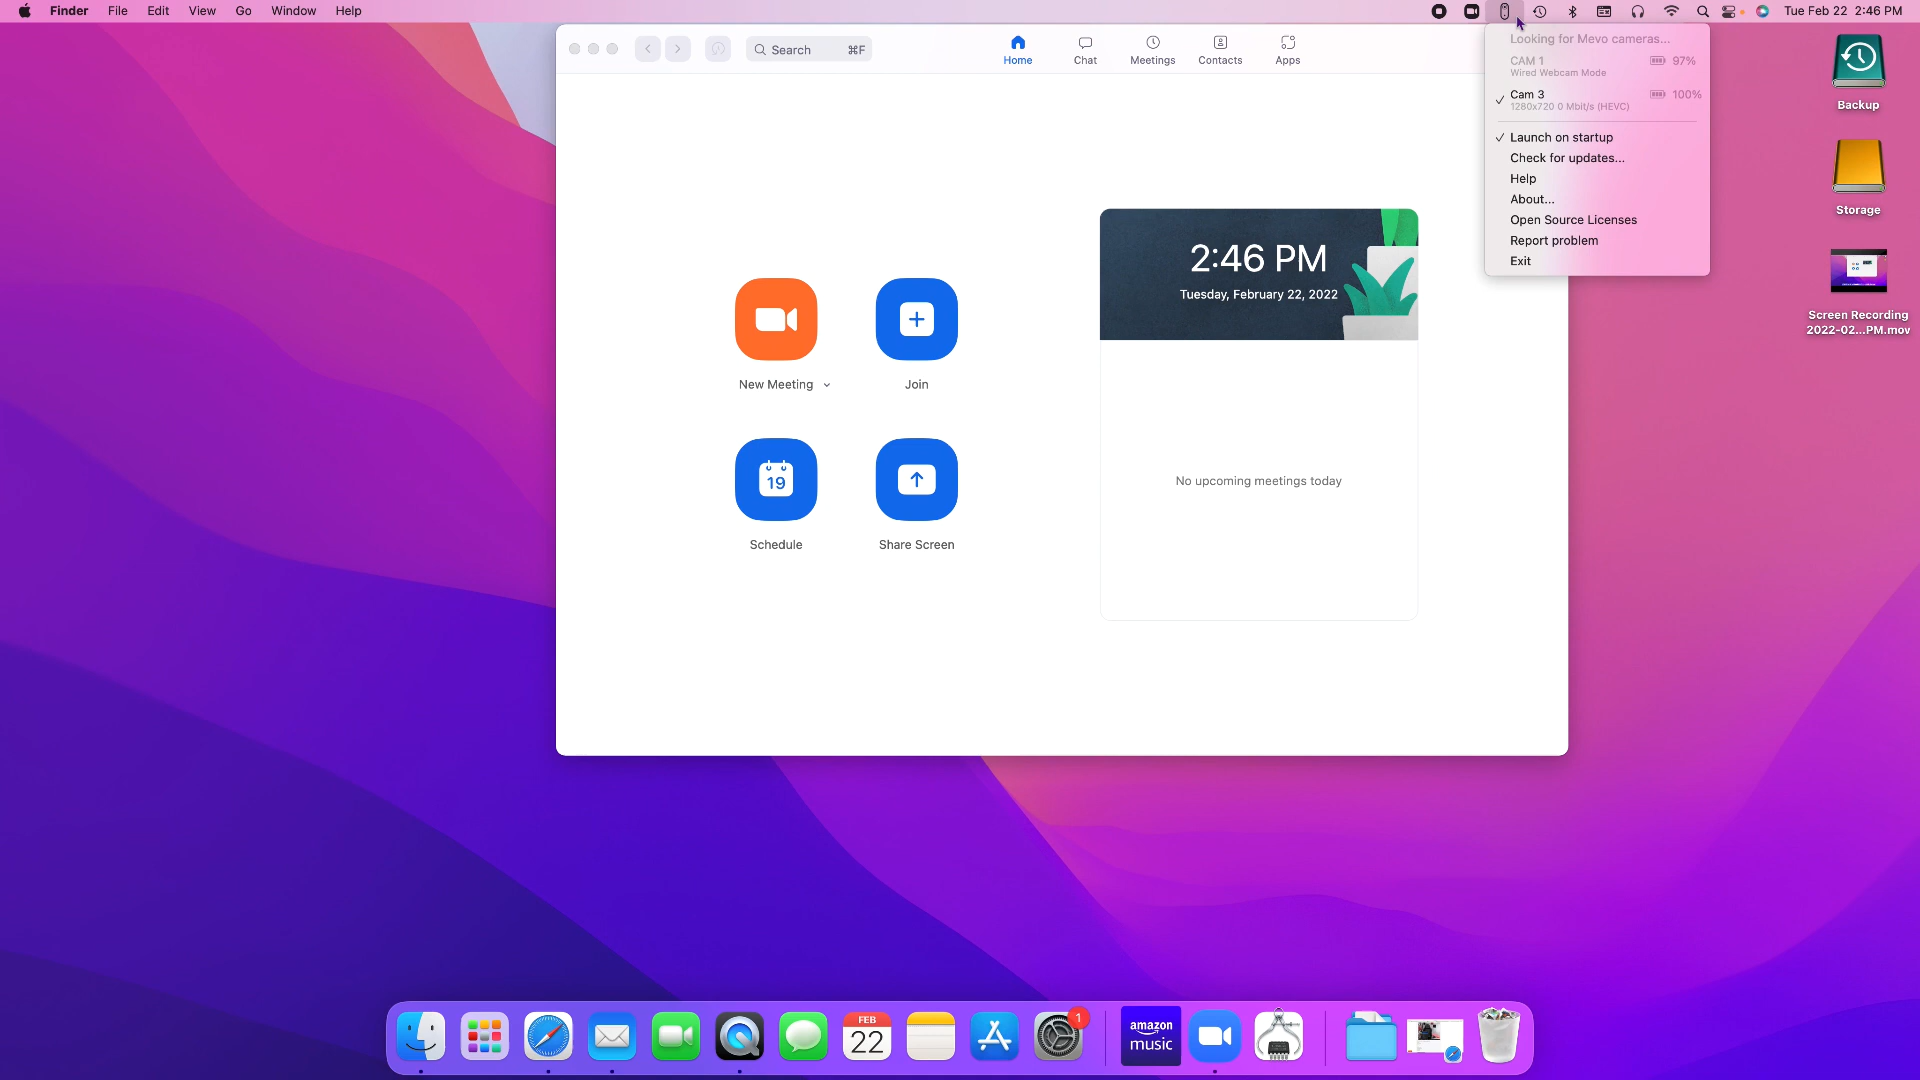 Finder File Edit View Go Window Help
Tue Feb 22 2:46 PM
Search ⌘F
Home
Chat
Meetings
Contacts
Apps
Looking for Mevo cameras...
CAM 1 97%
Wired Webcam Mode
✓ Cam 3 100%
1280x720 0 Mbit/s (HEVC)
✓ Launch on startup
Check for updates...
Help
About...
Open Source Licenses
Report problem
Exit
Backup
Storage
Screen Recording
2022-02...PM.mov
2:46 PM
Tuesday, February 22, 2022
No upcoming meetings today
New Meeting
Join
19
Schedule
Share Screen
FEB
22
1
amazon
music